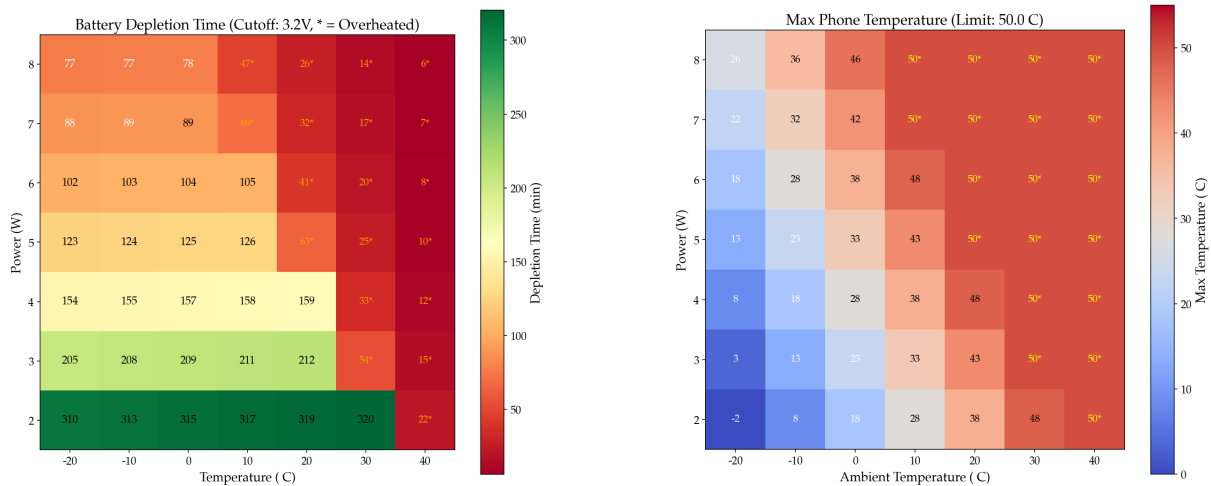 Battery Depletion Time (Cutoff: 3.2V, * = Overheated)
8 77 77 78 47* 26* 14* 6*
7 88 89 89 69* 32* 17* 7*
6 102 103 104 105 41* 20* 8*
5 123 124 125 126 63* 25* 10*
4 154 155 157 158 159 33* 12*
3 205 208 209 211 212 54* 15*
2 310 313 315 317 319 320 22*
-20 -10 0 10 20 30 40
Temperature ( C)
Power (W)
300
250
200
150
100
50
Depletion Time (min)
Max Phone Temperature (Limit: 50.0 C)
8 26 36 46 50* 50* 50* 50*
7 22 32 42 50* 50* 50* 50*
6 18 28 38 48 50* 50* 50*
5 13 23 33 43 50* 50* 50*
4 8 18 28 38 48 50* 50*
3 3 13 23 33 43 50* 50*
2 -2 8 18 28 38 48 50*
-20 -10 0 10 20 30 40
Ambient Temperature ( C)
Power (W)
50
40
30
20
10
0
Max Temperature ( C)